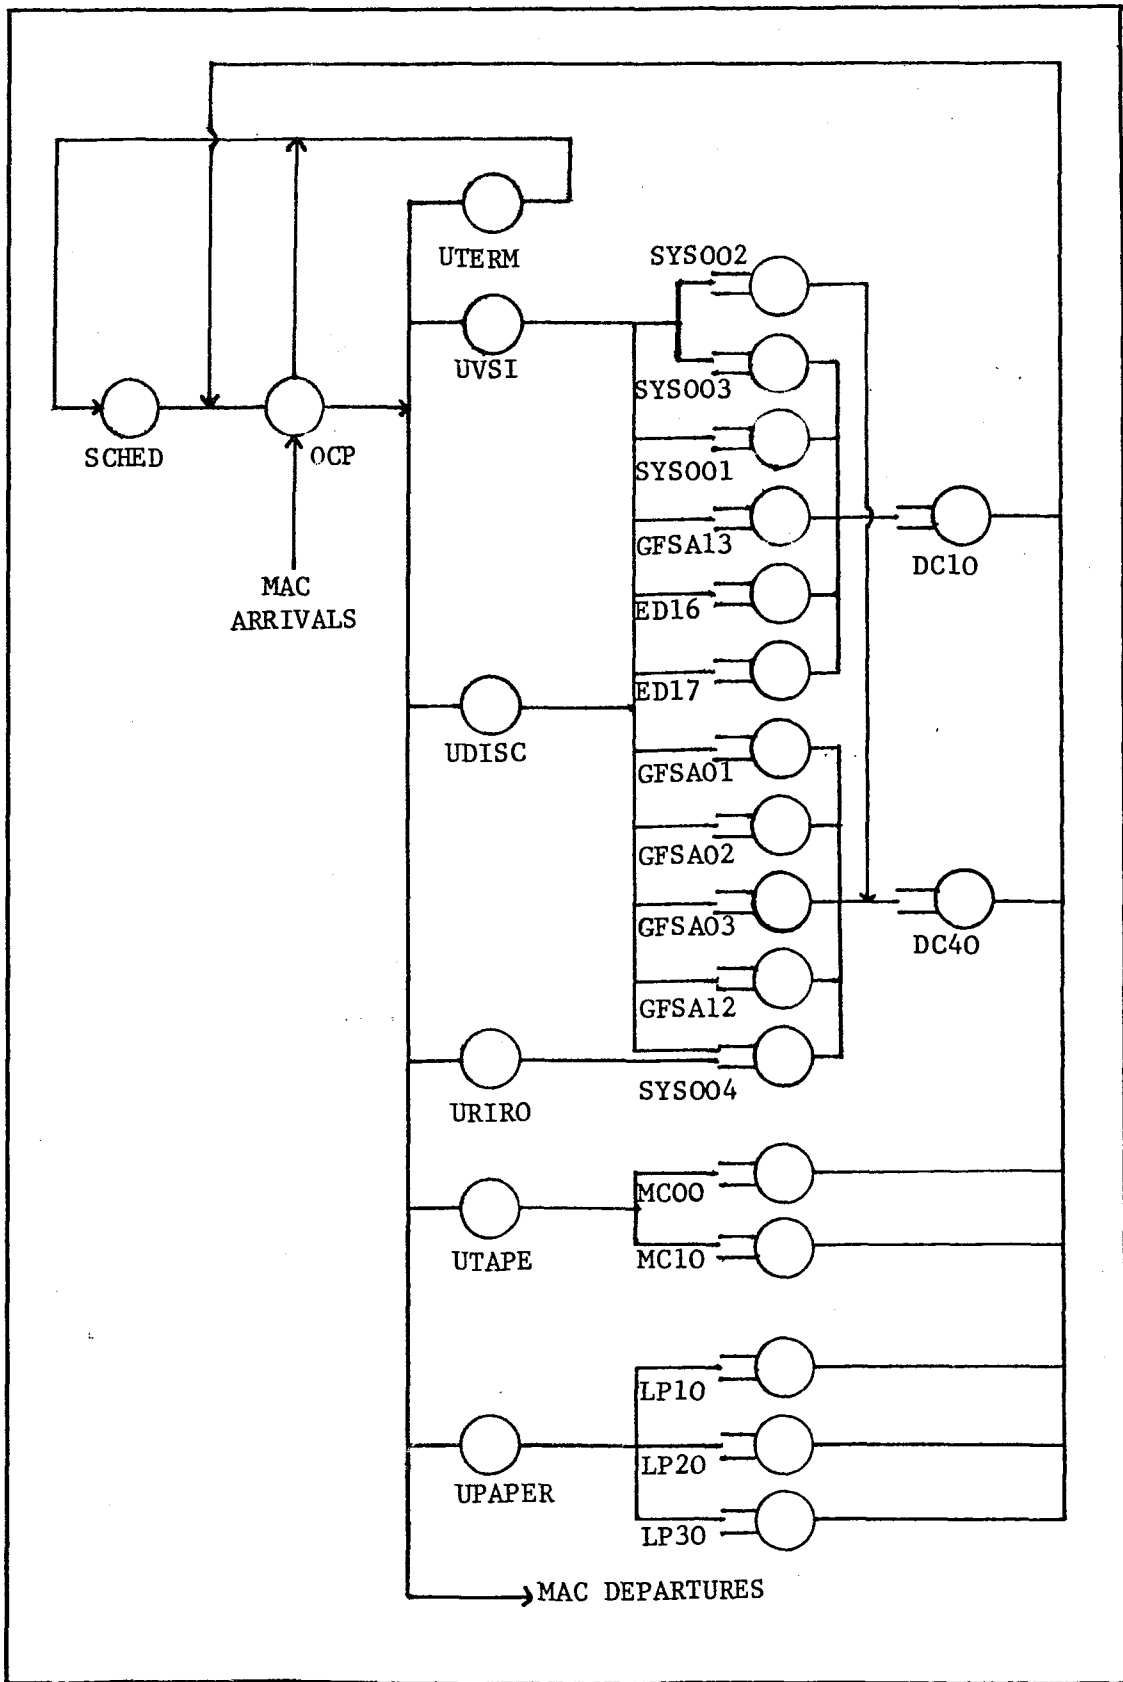 UTERM
SYS002
UVSI
SYS003
SCHED
OCP
SYS001
GFSA13
DC10
MAC
ARRIVALS
ED16
ED17
UDISC
GFSA01
GFSA02
GFSA03
DC40
GFSA12
SYS004
URIRO
MC00
UTAPE
MC10
LP10
LP20
UPAPER
LP30
MAC DEPARTURES